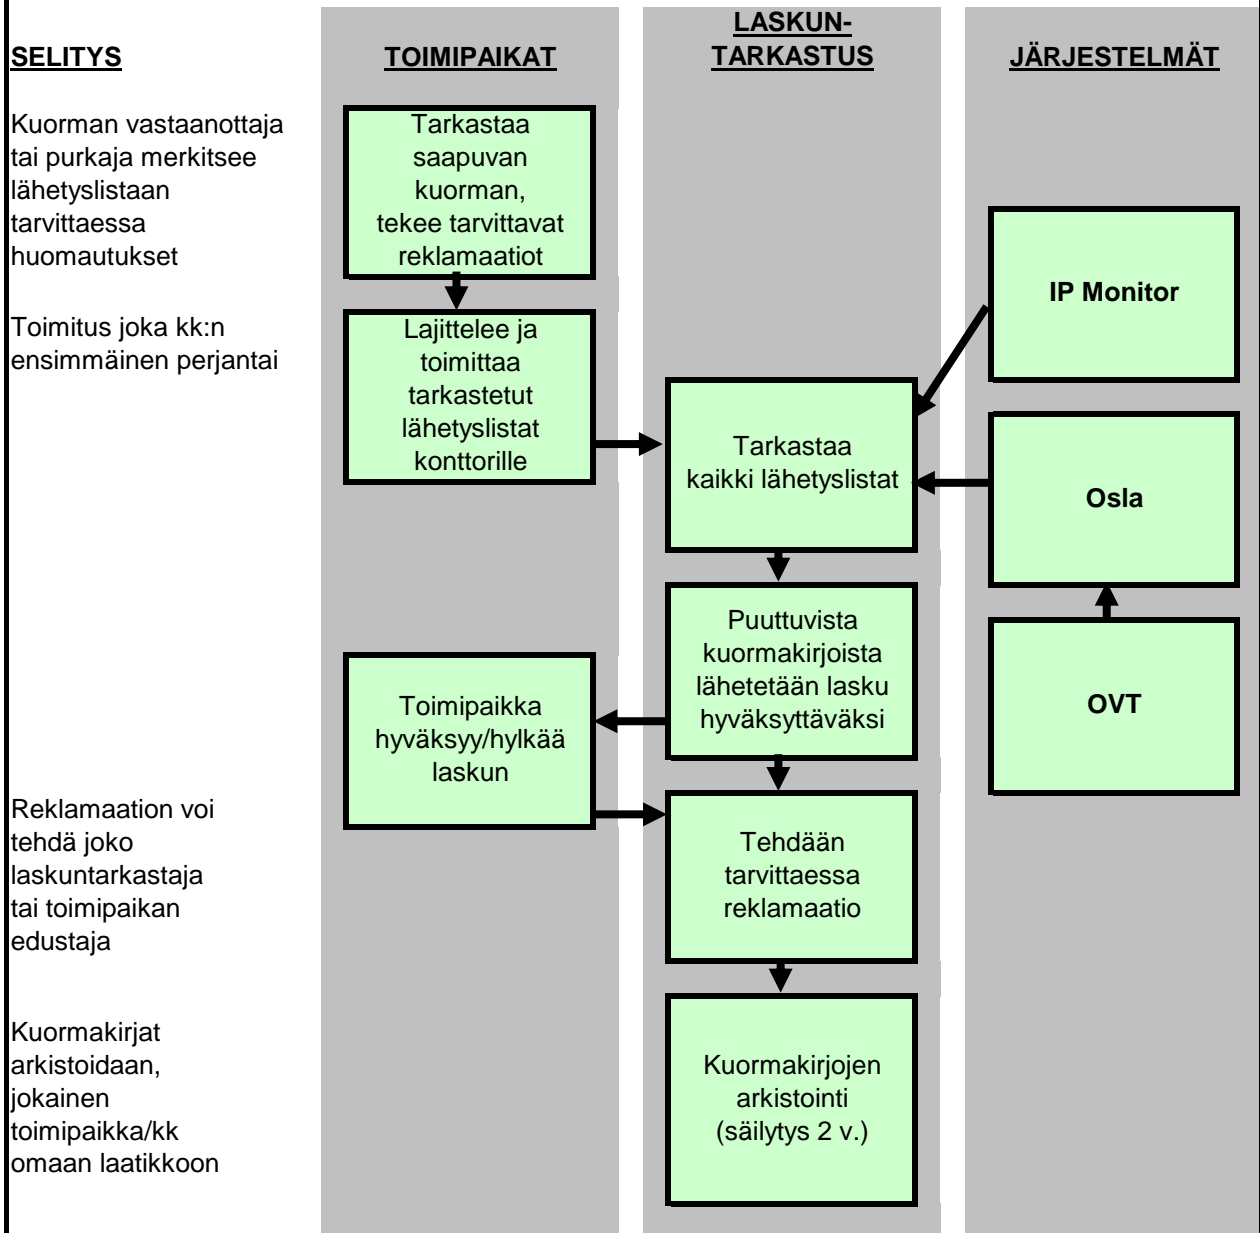 SELITYS
TOIMIPAIKAT
LASKUN-
TARKASTUS
JÄRJESTELMÄT
Kuorman vastaanottaja
tai purkaja merkitsee
lähetyslistaan
tarvittaessa
huomautukset
Tarkastaa
saapuvan
kuorman,
tekee tarvittavat
reklamaatiot
IP Monitor
Toimitus joka kk:n
ensimmäinen perjantai
Lajittelee ja
toimittaa
tarkastetut
lähetyslistat
konttorille
Tarkastaa
kaikki lähetyslistat
Osla
Puuttuvista
kuormakirjoista
lähetetään lasku
hyväksyttäväksi
OVT
Toimipaikka
hyväksyy/hylkää
laskun
Reklamaation voi
tehdä joko
laskuntarkastaja
tai toimipaikan
edustaja
Tehdään
tarvittaessa
reklamaatio
Kuormakirjat
arkistoidaan,
jokainen
toimipaikka/kk
omaan laatikkoon
Kuormakirjojen
arkistointi
(säilytys 2 v.)